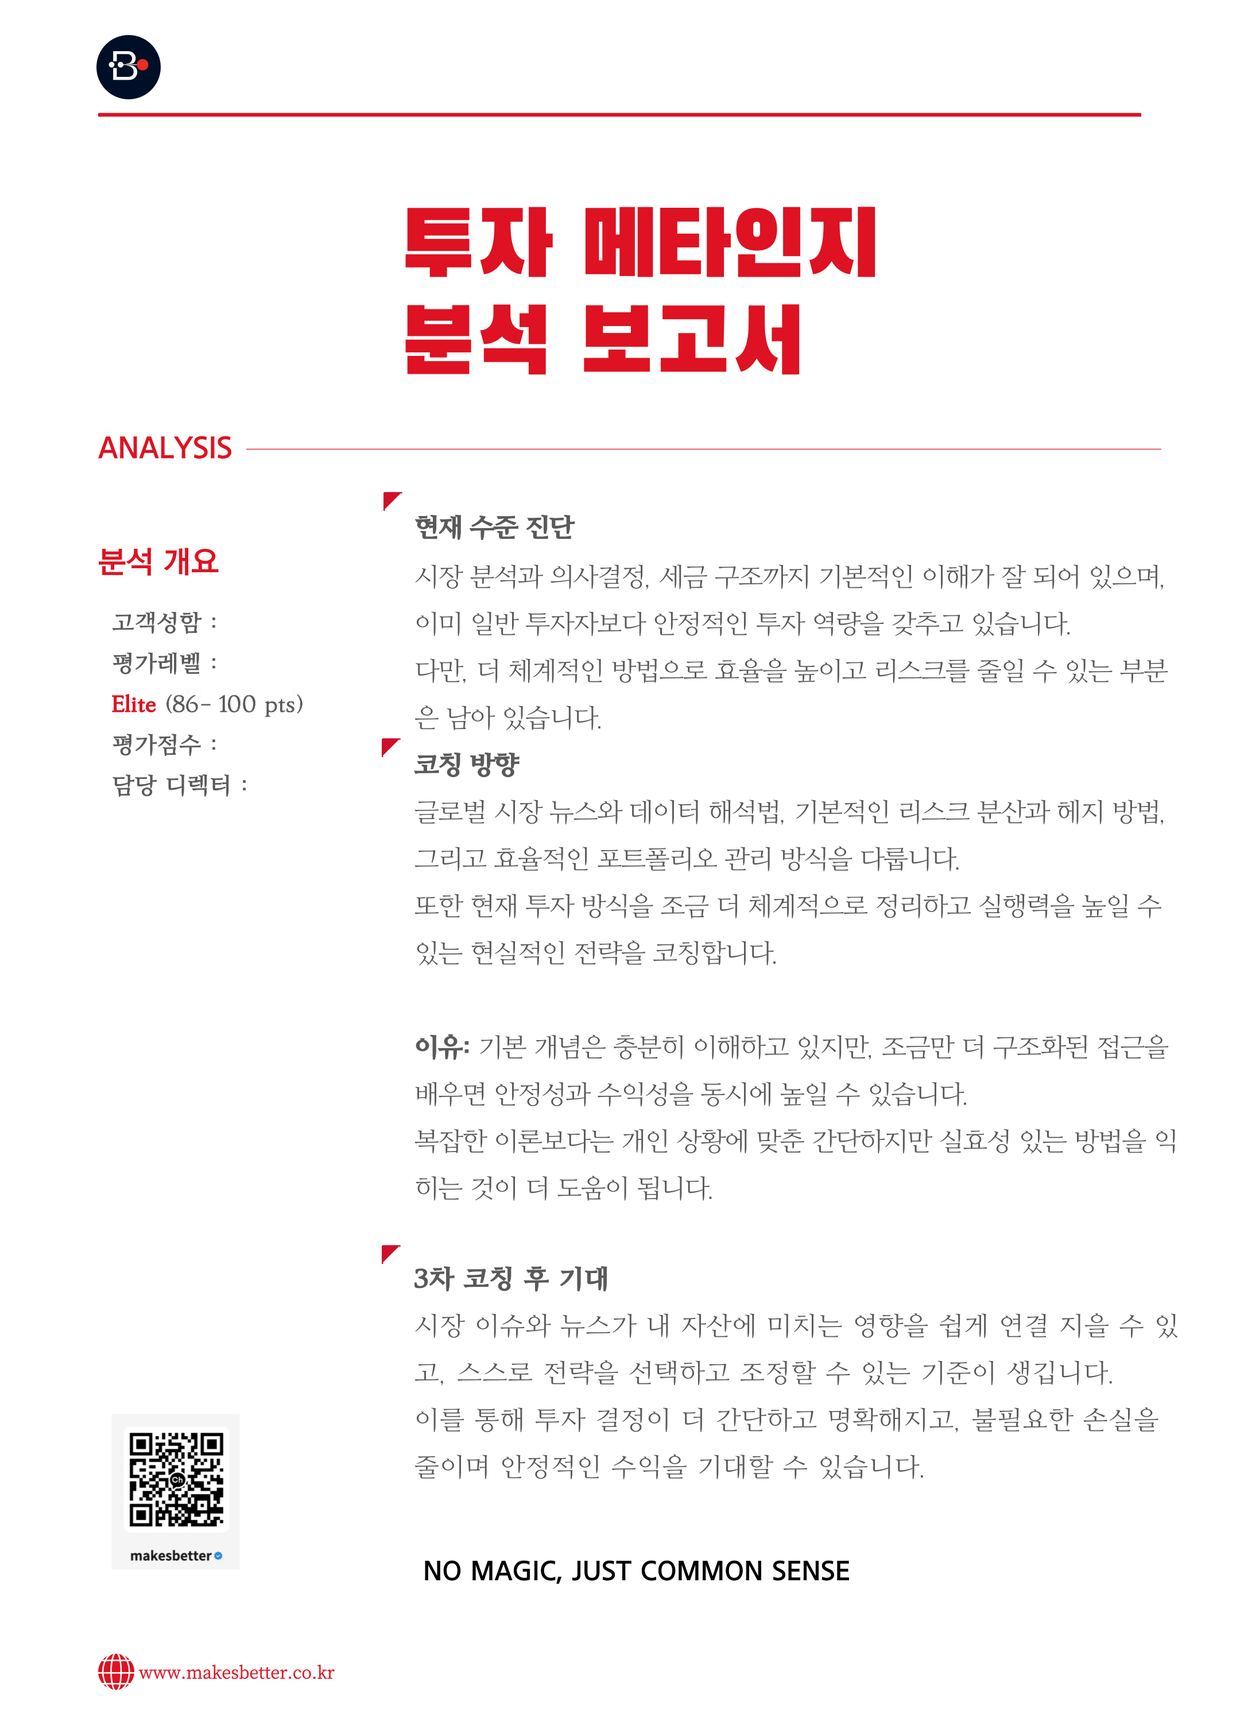 B
투자 메타인지
분석 보고서
ANALYSIS
분석 개요
고객성함 :
평가레벨 :
Elite (86- 100 pts)
평가점수 :
담당 디렉터 :
현재 수준 진단
시장 분석과 의사결정, 세금 구조까지 기본적인 이해가 잘 되어 있으며,
이미 일반 투자자보다 안정적인 투자 역량을 갖추고 있습니다.
다만, 더 체계적인 방법으로 효율을 높이고 리스크를 줄일 수 있는 부분
은 남아 있습니다.
코칭 방향
글로벌 시장 뉴스와 데이터 해석법, 기본적인 리스크 분산과 헤지 방법,
그리고 효율적인 포트폴리오 관리 방식을 다룹니다.
또한 현재 투자 방식을 조금 더 체계적으로 정리하고 실행력을 높일 수
있는 현실적인 전략을 코칭합니다.
이유: 기본 개념은 충분히 이해하고 있지만, 조금만 더 구조화된 접근을
배우면 안정성과 수익성을 동시에 높일 수 있습니다.
복잡한 이론보다는 개인 상황에 맞춘 간단하지만 실효성 있는 방법을 익
히는 것이 더 도움이 됩니다.
3차 코칭 후 기대
시장 이슈와 뉴스가 내 자산에 미치는 영향을 쉽게 연결 지을 수 있
고, 스스로 전략을 선택하고 조정할 수 있는 기준이 생깁니다.
이를 통해 투자 결정이 더 간단하고 명확해지고, 불필요한 손실을
줄이며 안정적인 수익을 기대할 수 있습니다.
Ch
makesbetter
NO MAGIC, JUST COMMON SENSE
www.makesbetter.co.kr